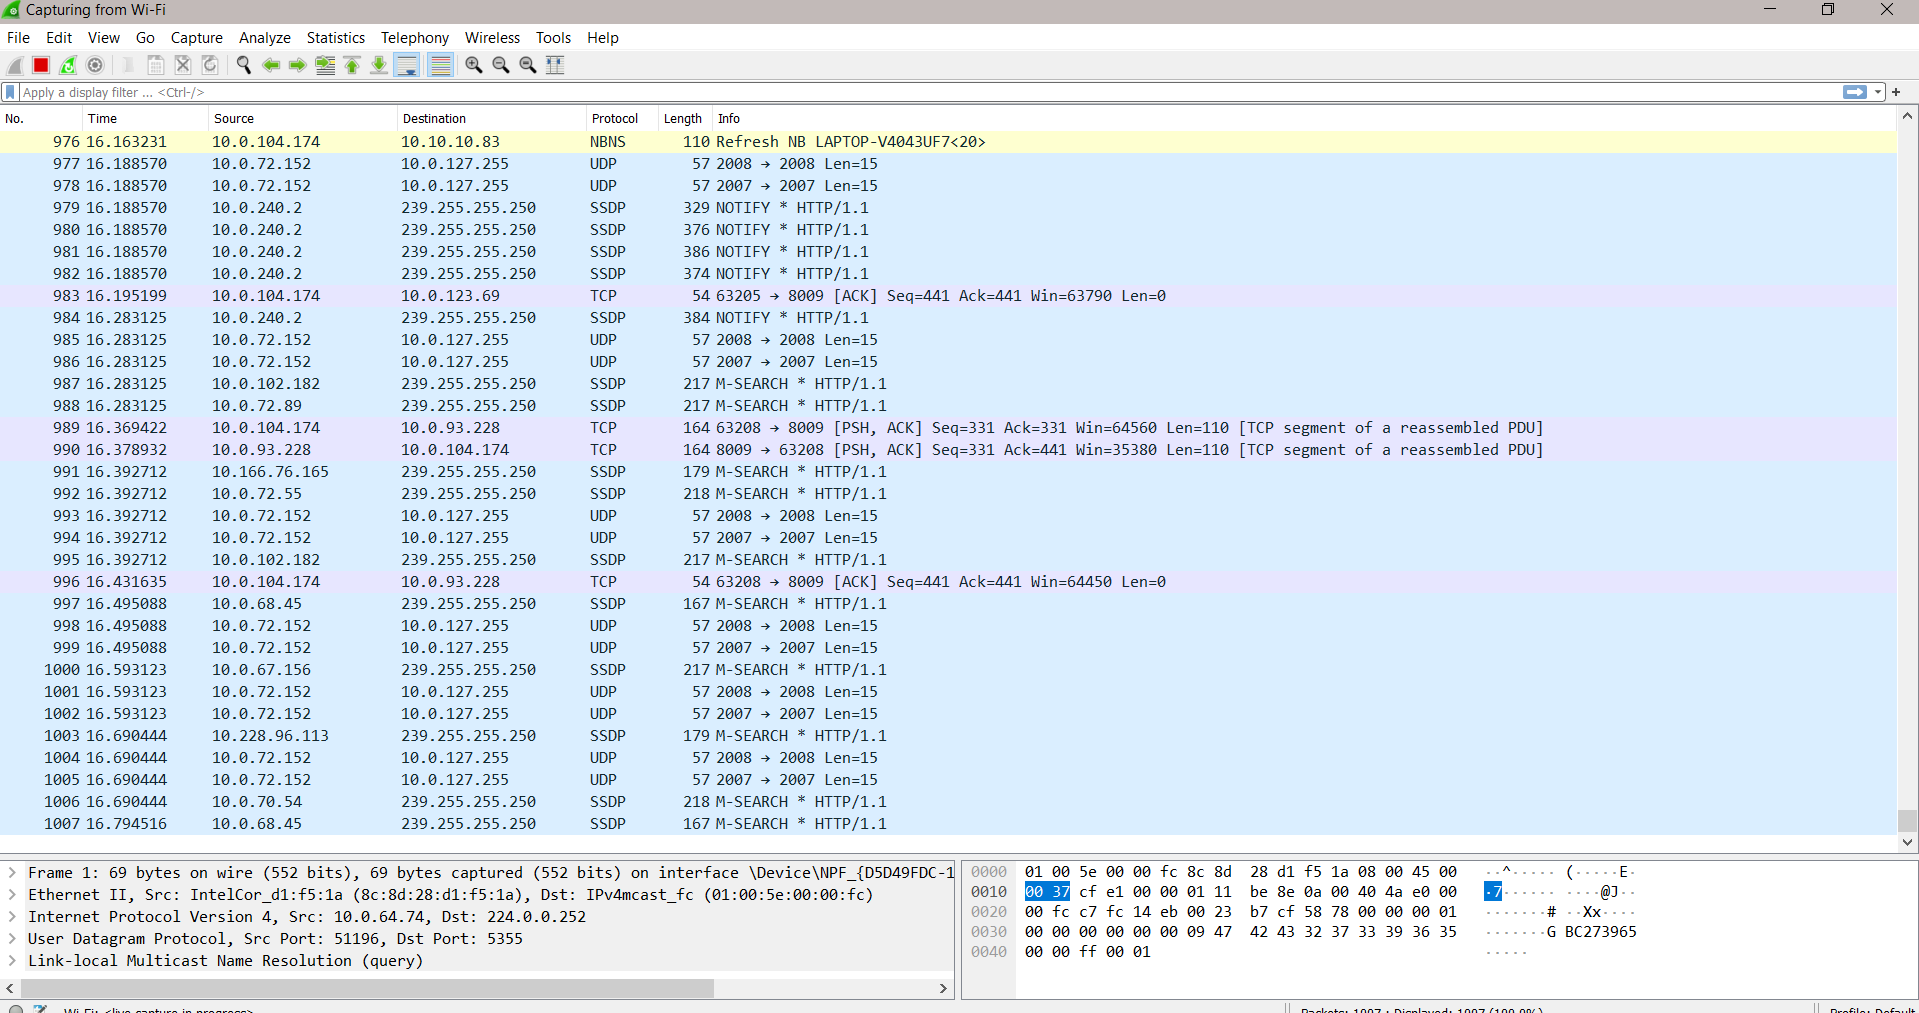 Capturing from Wi-Fi
File Edit View Go Capture Analyze Statistics Telephony Wireless Tools Help
Apply a display filter ... <Ctrl-/>
No. Time Source Destination Protocol Length Info
976 16.163231 10.0.104.174 10.10.10.83 NBNS 110 Refresh NB LAPTOP-V4043UF7<20>
977 16.188570 10.0.72.152 10.0.127.255 UDP 57 2008 → 2008 Len=15
978 16.188570 10.0.72.152 10.0.127.255 UDP 57 2007 → 2007 Len=15
979 16.188570 10.0.240.2 239.255.255.250 SSDP 329 NOTIFY * HTTP/1.1
980 16.188570 10.0.240.2 239.255.255.250 SSDP 376 NOTIFY * HTTP/1.1
981 16.188570 10.0.240.2 239.255.255.250 SSDP 386 NOTIFY * HTTP/1.1
982 16.188570 10.0.240.2 239.255.255.250 SSDP 374 NOTIFY * HTTP/1.1
983 16.195199 10.0.104.174 10.0.123.69 TCP 54 63205 → 8009 [ACK] Seq=441 Ack=441 Win=63790 Len=0
984 16.283125 10.0.240.2 239.255.255.250 SSDP 384 NOTIFY * HTTP/1.1
985 16.283125 10.0.72.152 10.0.127.255 UDP 57 2008 → 2008 Len=15
986 16.283125 10.0.72.152 10.0.127.255 UDP 57 2007 → 2007 Len=15
987 16.283125 10.0.102.182 239.255.255.250 SSDP 217 M-SEARCH * HTTP/1.1
988 16.283125 10.0.72.89 239.255.255.250 SSDP 217 M-SEARCH * HTTP/1.1
989 16.369422 10.0.104.174 10.0.93.228 TCP 164 63208 → 8009 [PSH, ACK] Seq=331 Ack=331 Win=64560 Len=110 [TCP segment of a reassembled PDU]
990 16.378932 10.0.93.228 10.0.104.174 TCP 164 8009 → 63208 [PSH, ACK] Seq=331 Ack=441 Win=35380 Len=110 [TCP segment of a reassembled PDU]
991 16.392712 10.166.76.165 239.255.255.250 SSDP 179 M-SEARCH * HTTP/1.1
992 16.392712 10.0.72.55 239.255.255.250 SSDP 218 M-SEARCH * HTTP/1.1
993 16.392712 10.0.72.152 10.0.127.255 UDP 57 2008 → 2008 Len=15
994 16.392712 10.0.72.152 10.0.127.255 UDP 57 2007 → 2007 Len=15
995 16.392712 10.0.102.182 239.255.255.250 SSDP 217 M-SEARCH * HTTP/1.1
996 16.431635 10.0.104.174 10.0.93.228 TCP 54 63208 → 8009 [ACK] Seq=441 Ack=441 Win=64450 Len=0
997 16.495088 10.0.68.45 239.255.255.250 SSDP 167 M-SEARCH * HTTP/1.1
998 16.495088 10.0.72.152 10.0.127.255 UDP 57 2008 → 2008 Len=15
999 16.495088 10.0.72.152 10.0.127.255 UDP 57 2007 → 2007 Len=15
1000 16.593123 10.0.67.156 239.255.255.250 SSDP 217 M-SEARCH * HTTP/1.1
1001 16.593123 10.0.72.152 10.0.127.255 UDP 57 2008 → 2008 Len=15
1002 16.593123 10.0.72.152 10.0.127.255 UDP 57 2007 → 2007 Len=15
1003 16.690444 10.228.96.113 239.255.255.250 SSDP 179 M-SEARCH * HTTP/1.1
1004 16.690444 10.0.72.152 10.0.127.255 UDP 57 2008 → 2008 Len=15
1005 16.690444 10.0.72.152 10.0.127.255 UDP 57 2007 → 2007 Len=15
1006 16.690444 10.0.70.54 239.255.255.250 SSDP 218 M-SEARCH * HTTP/1.1
1007 16.794516 10.0.68.45 239.255.255.250 SSDP 167 M-SEARCH * HTTP/1.1
Frame 1: 69 bytes on wire (552 bits), 69 bytes captured (552 bits) on interface \Device\NPF_{D5D49FDC-1
Ethernet II, Src: IntelCor_d1:f5:1a (8c:8d:28:d1:f5:1a), Dst: IPv4mcast_fc (01:00:5e:00:00:fc)
Internet Protocol Version 4, Src: 10.0.64.74, Dst: 224.0.0.252
User Datagram Protocol, Src Port: 51196, Dst Port: 5355
Link-local Multicast Name Resolution (query)
0000 01 00 5e 00 00 fc 8c 8d 28 d1 f5 1a 08 00 45 00 ··^····· (·····E·
0010 00 37 cf e1 00 00 01 11 be 8e 0a 00 40 4a e0 00 ·7······ ····@J··
0020 00 fc c7 fc 14 eb 00 23 b7 cf 58 78 00 00 00 01 ·······# ··Xx····
0030 00 00 00 00 00 00 09 47 42 43 32 37 33 39 36 35 ·······G BC273965
0040 00 00 ff 00 01 ·····
Wi-Fi: <live capture in progress>
Packets: 1007 · Displayed: 1007 (100.0%)
Profile: Default